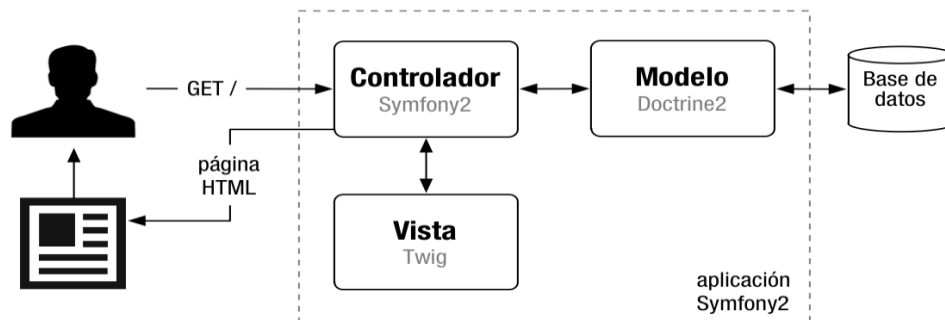 GET /
Controlador
Symfony2
Modelo
Doctrine2
Base de
datos
página
HTML
Vista
Twig
aplicación
Symfony2